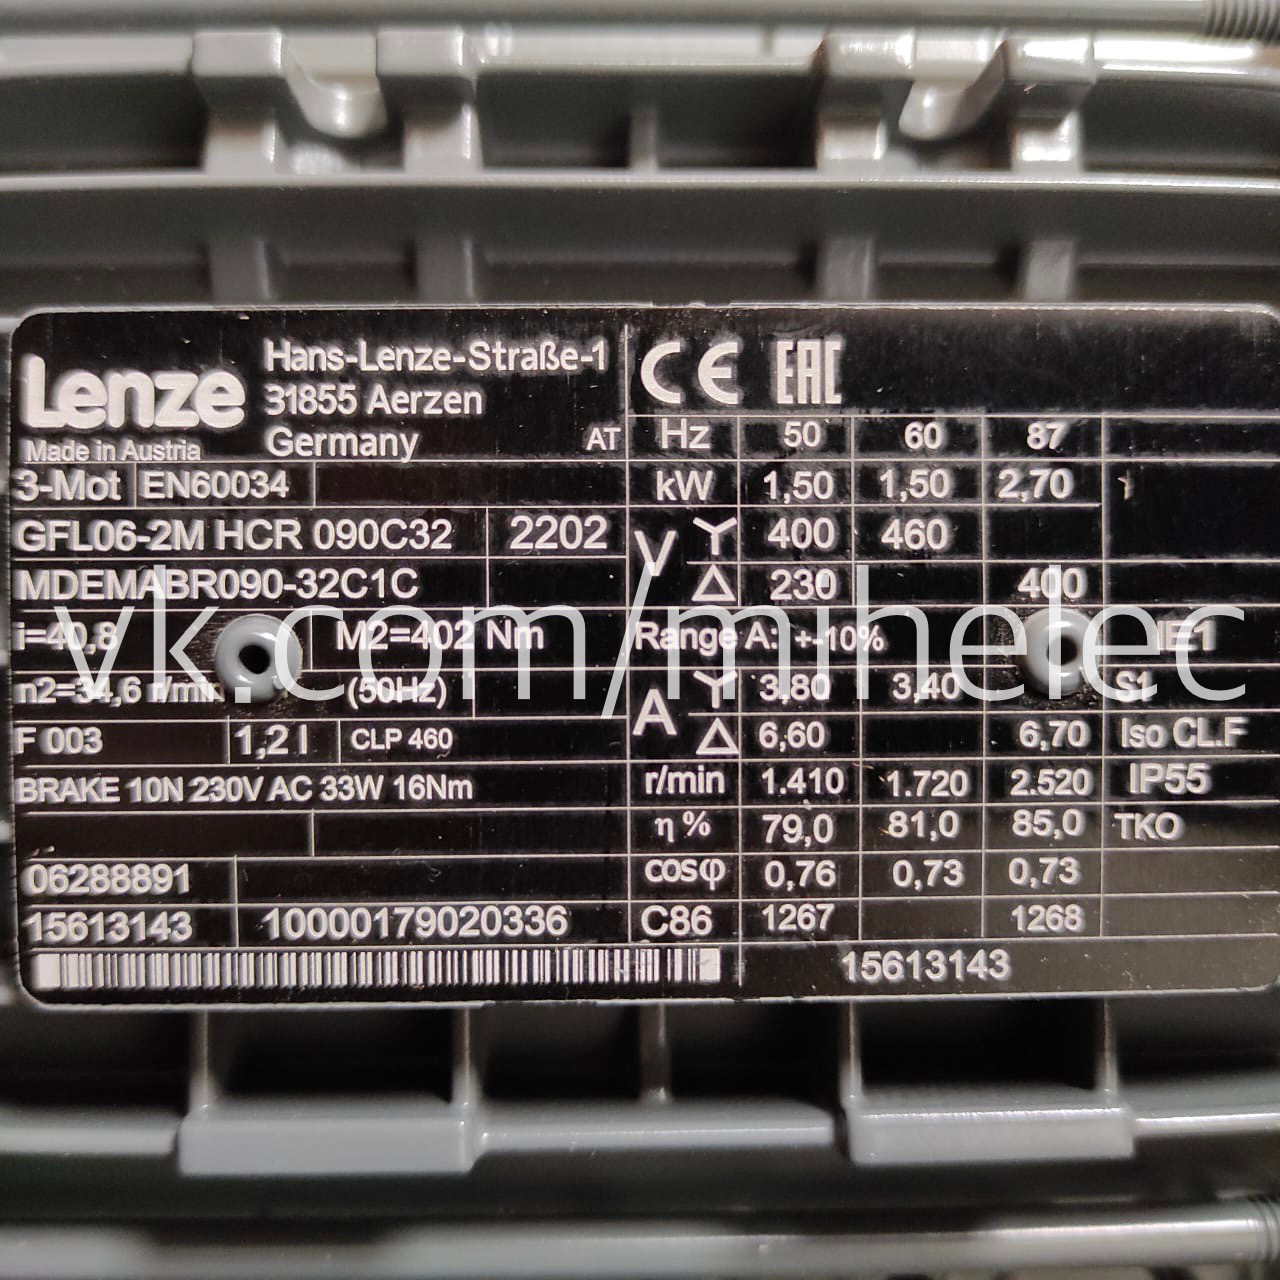 Lenze
Made in Austria
Hans-Lenze-Straße-1
31855 Aerzen
Germany
AT
CE EAC
Hz 50 60 87
3-Mot EN60034
kW 1,50 1,50 2,70
GFL06-2M HCR 090C32 2202
V Y 400 460
MDEMABR090-32C1C
△ 230 400
i=40,8 M2=402 Nm
Range A: +-10% IE1
n2=34,6 r/min (50Hz)
A Y 3,80 3,40 S1
F 003 1,2 l CLP 460
△ 6,60 6,70 Iso CL.F
BRAKE 10N 230V AC 33W 16Nm
r/min 1.410 1.720 2.520 IP55
η % 79,0 81,0 85,0 TKO
06288891
cosφ 0,76 0,73 0,73
15613143 10000179020336
C86 1267 1268
15613143
vk.com/mihelec